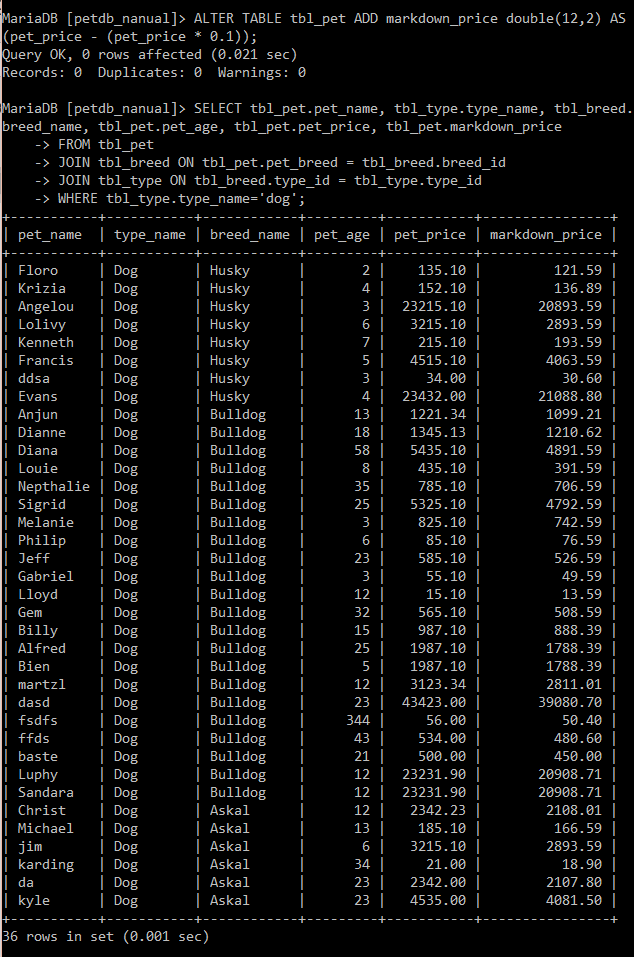 MariaDB [petdb_nanual]> ALTER TABLE tbl_pet ADD markdown_price double(12,2) AS
(pet_price - (pet_price * 0.1));
Query OK, 0 rows affected (0.021 sec)
Records: 0  Duplicates: 0  Warnings: 0

MariaDB [petdb_nanual]> SELECT tbl_pet.pet_name, tbl_type.type_name, tbl_breed.
breed_name, tbl_pet.pet_age, tbl_pet.pet_price, tbl_pet.markdown_price
    -> FROM tbl_pet
    -> JOIN tbl_breed ON tbl_pet.pet_breed = tbl_breed.breed_id
    -> JOIN tbl_type ON tbl_breed.type_id = tbl_type.type_id
    -> WHERE tbl_type.type_name='dog';
+-----------+-----------+------------+---------+-----------+----------------+
| pet_name  | type_name | breed_name | pet_age | pet_price | markdown_price |
+-----------+-----------+------------+---------+-----------+----------------+
| Floro     | Dog       | Husky      |       2 |    135.10 |         121.59 |
| Krizia    | Dog       | Husky      |       4 |    152.10 |         136.89 |
| Angelou   | Dog       | Husky      |       3 |  23215.10 |       20893.59 |
| Lolivy    | Dog       | Husky      |       6 |   3215.10 |        2893.59 |
| Kenneth   | Dog       | Husky      |       7 |    215.10 |         193.59 |
| Francis   | Dog       | Husky      |       5 |   4515.10 |        4063.59 |
| ddsa      | Dog       | Husky      |       3 |     34.00 |          30.60 |
| Evans     | Dog       | Husky      |       4 |  23432.00 |       21088.80 |
| Anjun     | Dog       | Bulldog    |      13 |   1221.34 |        1099.21 |
| Dianne    | Dog       | Bulldog    |      18 |   1345.13 |        1210.62 |
| Diana     | Dog       | Bulldog    |      58 |   5435.10 |        4891.59 |
| Louie     | Dog       | Bulldog    |       8 |    435.10 |         391.59 |
| Nepthalie | Dog       | Bulldog    |      35 |    785.10 |         706.59 |
| Sigrid    | Dog       | Bulldog    |      25 |   5325.10 |        4792.59 |
| Melanie   | Dog       | Bulldog    |       3 |    825.10 |         742.59 |
| Philip    | Dog       | Bulldog    |       6 |     85.10 |          76.59 |
| Jeff      | Dog       | Bulldog    |      23 |    585.10 |         526.59 |
| Gabriel   | Dog       | Bulldog    |       3 |     55.10 |          49.59 |
| Lloyd     | Dog       | Bulldog    |      12 |     15.10 |          13.59 |
| Gem       | Dog       | Bulldog    |      32 |    565.10 |         508.59 |
| Billy     | Dog       | Bulldog    |      15 |    987.10 |         888.39 |
| Alfred    | Dog       | Bulldog    |      25 |   1987.10 |        1788.39 |
| Bien      | Dog       | Bulldog    |       5 |   1987.10 |        1788.39 |
| martzl    | Dog       | Bulldog    |      12 |   3123.34 |        2811.01 |
| dasd      | Dog       | Bulldog    |      23 |  43423.00 |       39080.70 |
| fsdfs     | Dog       | Bulldog    |     344 |     56.00 |          50.40 |
| ffds      | Dog       | Bulldog    |      43 |    534.00 |         480.60 |
| baste     | Dog       | Bulldog    |      21 |    500.00 |         450.00 |
| Luphy     | Dog       | Bulldog    |      12 |  23231.90 |       20908.71 |
| Sandara   | Dog       | Bulldog    |      12 |  23231.90 |       20908.71 |
| Christ    | Dog       | Askal      |      12 |   2342.23 |        2108.01 |
| Michael   | Dog       | Askal      |      13 |    185.10 |         166.59 |
| jim       | Dog       | Askal      |       6 |   3215.10 |        2893.59 |
| karding   | Dog       | Askal      |      34 |     21.00 |          18.90 |
| da        | Dog       | Askal      |      23 |   2342.00 |        2107.80 |
| kyle      | Dog       | Askal      |      23 |   4535.00 |        4081.50 |
+-----------+-----------+------------+---------+-----------+----------------+
36 rows in set (0.001 sec)